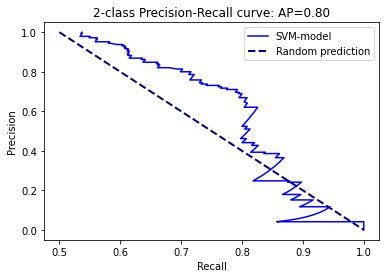 2-class Precision-Recall curve: AP=0.80
SVM-model
Random prediction
Precision
1.0
0.8
0.6
0.4
0.2
0.0
0.5
0.6
0.7
0.8
0.9
1.0
Recall